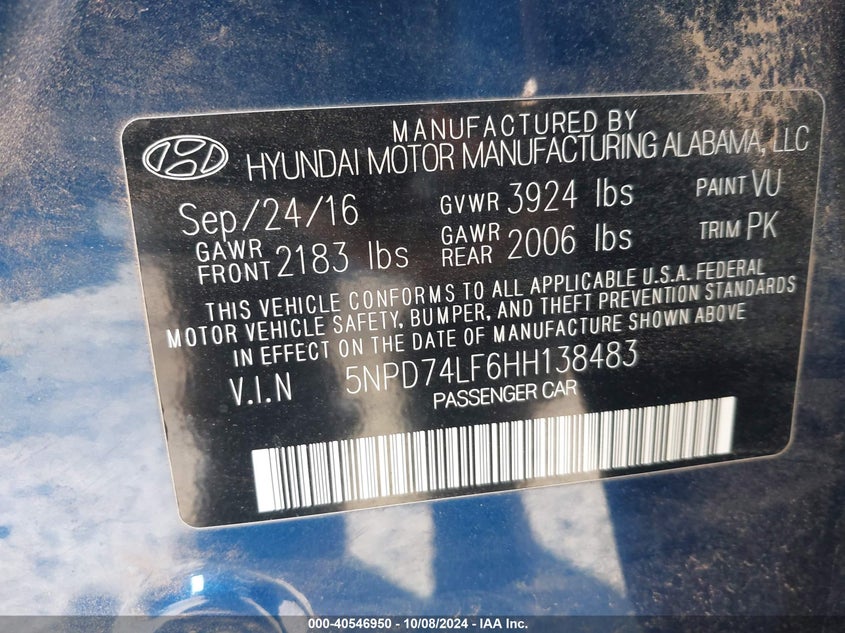 MANUFACTURED BY
HYUNDAI MOTOR MANUFACTURING ALABAMA, LLC
Sep/24/16 GVWR 3924 lbs PAINT VU
GAWR FRONT 2183 lbs GAWR REAR 2006 lbs TRIM PK
THIS VEHICLE CONFORMS TO ALL APPLICABLE U.S.A. FEDERAL
MOTOR VEHICLE SAFETY, BUMPER, AND THEFT PREVENTION STANDARDS
IN EFFECT ON THE DATE OF MANUFACTURE SHOWN ABOVE
V.I.N 5NPD74LF6HH138483
PASSENGER CAR
000-40546950 - 10/08/2024 - IAA Inc.